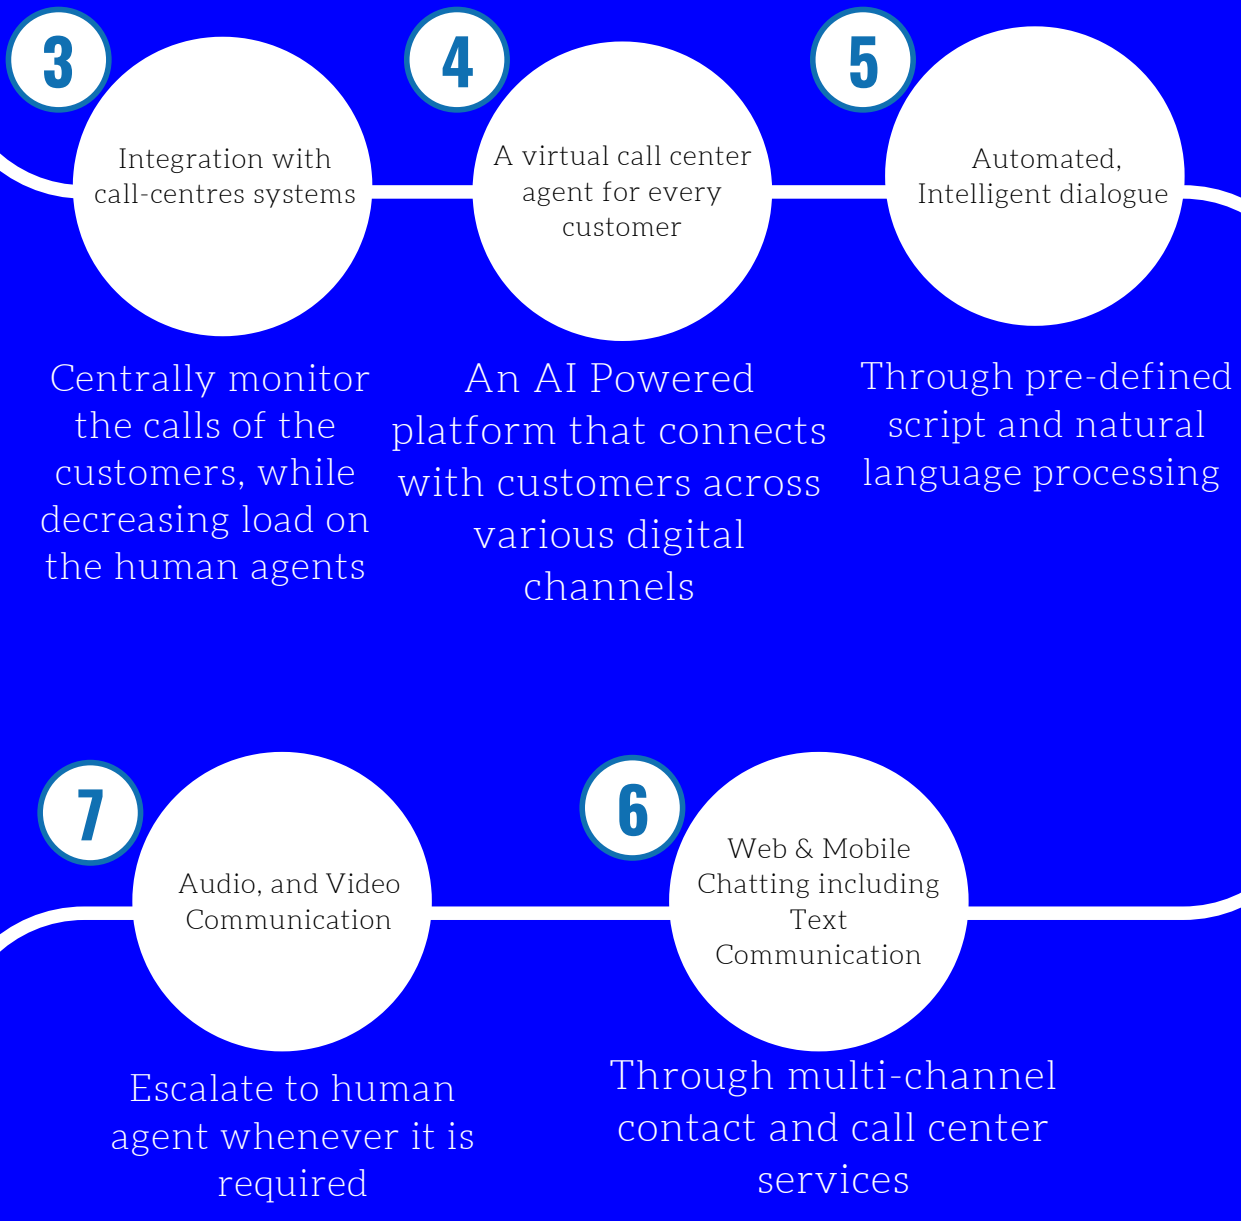 3
Integration with
call-centres systems
Centrally monitor
the calls of the
customers, while
decreasing load on
the human agents
4
A virtual call center
agent for every
customer
An AI Powered
platform that connects
with customers across
various digital
channels
5
Automated,
Intelligent dialogue
Through pre-defined
script and natural
language processing
6
Web & Mobile
Chatting including
Text
Communication
Through multi-channel
contact and call center
services
7
Audio, and Video
Communication
Escalate to human
agent whenever it is
required